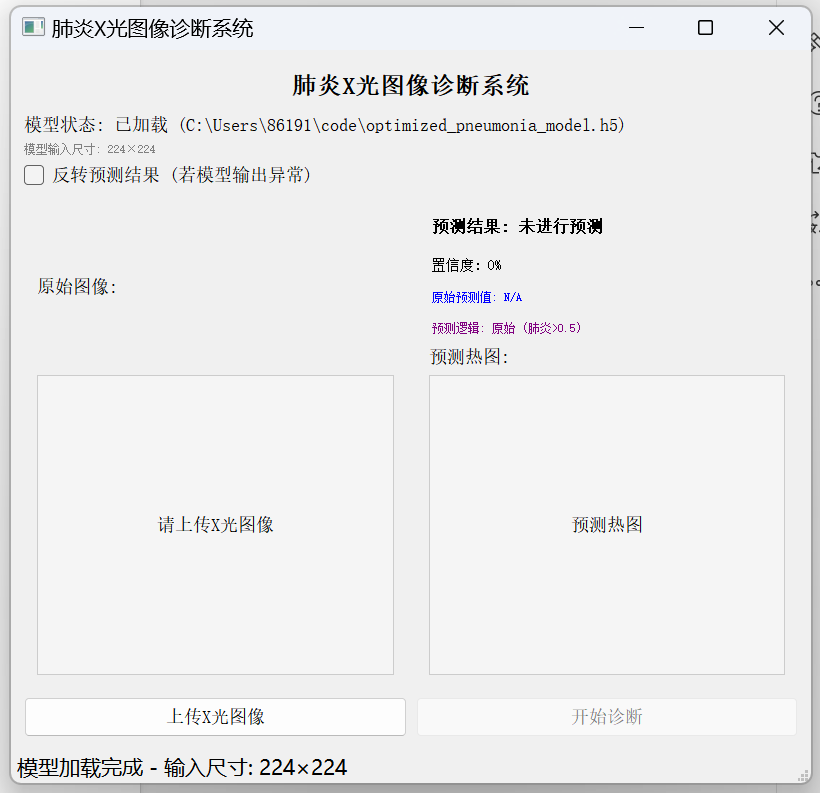 肺炎X光图像诊断系统
肺炎X光图像诊断系统
模型状态: 已加载 (C:\Users\86191\code\optimized_pneumonia_model.h5)
模型输入尺寸: 224×224
反转预测结果 (若模型输出异常)
原始图像:
预测结果: 未进行预测
置信度: 0%
原始预测值: N/A
预测逻辑: 原始 (肺炎>0.5)
预测热图:
请上传X光图像
预测热图
上传X光图像
开始诊断
模型加载完成 - 输入尺寸: 224×224